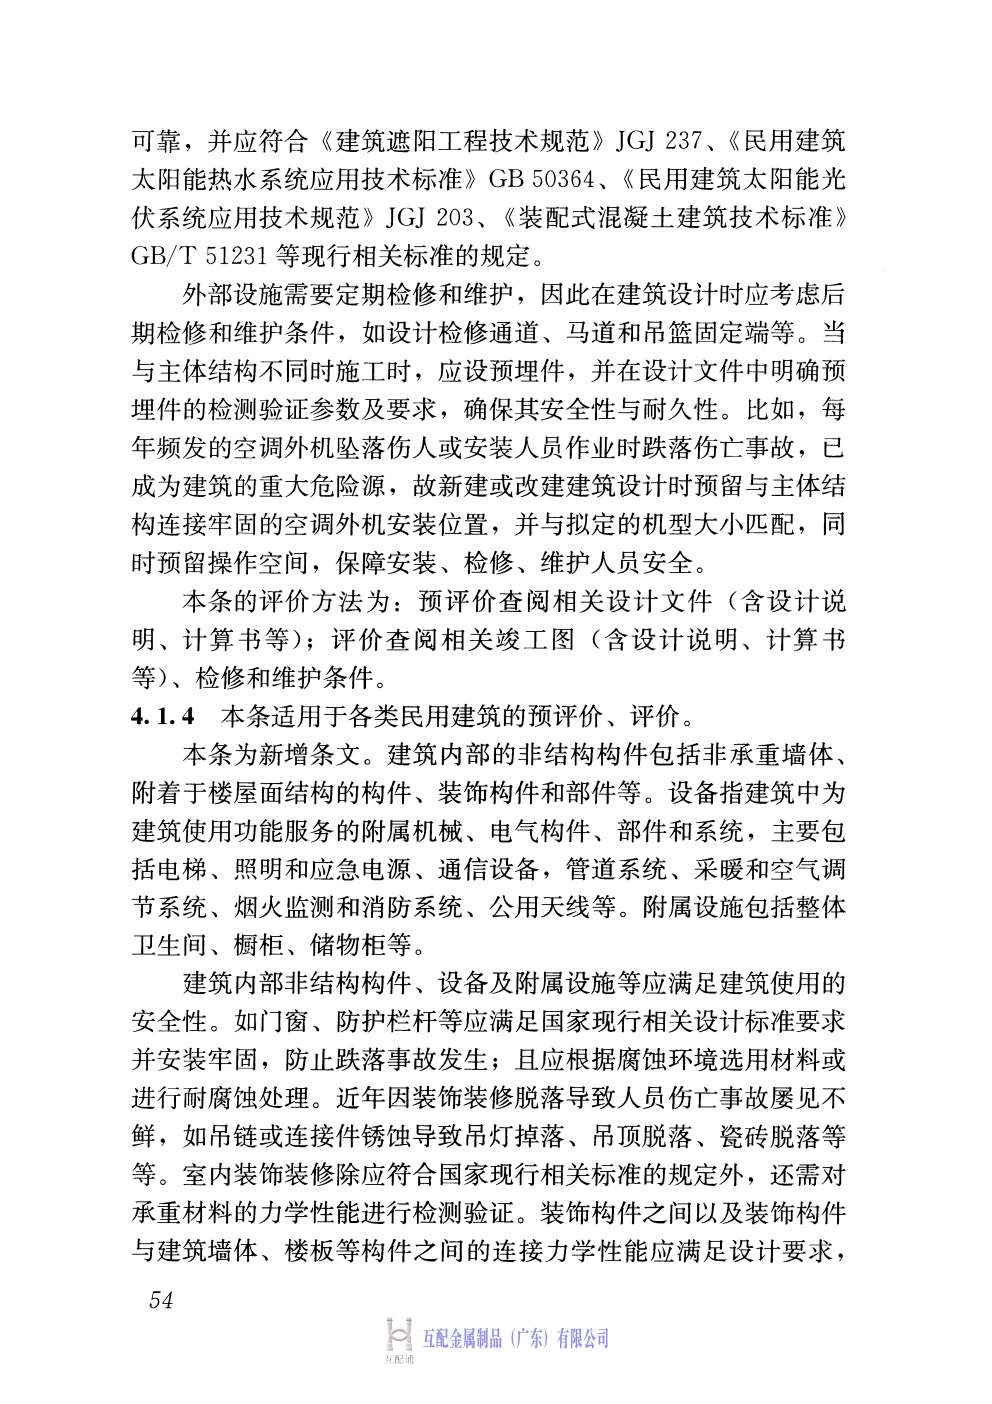 可靠，并应符合《建筑遮阳工程技术规范》JGJ 237、《民用建筑
太阳能热水系统应用技术标准》GB 50364、《民用建筑太阳能光
伏系统应用技术规范》JGJ 203、《装配式混凝土建筑技术标准》
GB/T 51231 等现行相关标准的规定。
外部设施需要定期检修和维护，因此在建筑设计时应考虑后
期检修和维护条件，如设计检修通道、马道和吊篮固定端等。当
与主体结构不同时施工时，应设预埋件，并在设计文件中明确预
埋件的检测验证参数及要求，确保其安全性与耐久性。比如，每
年频发的空调外机坠落伤人或安装人员作业时跌落伤亡事故，已
成为建筑的重大危险源，故新建或改建建筑设计时预留与主体结
构连接牢固的空调外机安装位置，并与拟定的机型大小匹配，同
时预留操作空间，保障安装、检修、维护人员安全。
本条的评价方法为：预评价查阅相关设计文件（含设计说
明、计算书等）；评价查阅相关竣工图（含设计说明、计算书
等）、检修和维护条件。
4.1.4 本条适用于各类民用建筑的预评价、评价。
本条为新增条文。建筑内部的非结构构件包括非承重墙体、
附着于楼屋面结构的构件、装饰构件和部件等。设备指建筑中为
建筑使用功能服务的附属机械、电气构件、部件和系统，主要包
括电梯、照明和应急电源、通信设备，管道系统、采暖和空气调
节系统、烟火监测和消防系统、公用天线等。附属设施包括整体
卫生间、橱柜、储物柜等。
建筑内部非结构构件、设备及附属设施等应满足建筑使用的
安全性。如门窗、防护栏杆等应满足国家现行相关设计标准要求
并安装牢固，防止跌落事故发生；且应根据腐蚀环境选用材料或
进行耐腐蚀处理。近年因装饰装修脱落导致人员伤亡事故屡见不
鲜，如吊链或连接件锈蚀导致吊灯掉落、吊顶脱落、瓷砖脱落等
等。室内装饰装修除应符合国家现行相关标准的规定外，还需对
承重材料的力学性能进行检测验证。装饰构件之间以及装饰构件
与建筑墙体、楼板等构件之间的连接力学性能应满足设计要求，
54
互配金属制品（广东）有限公司
互配通